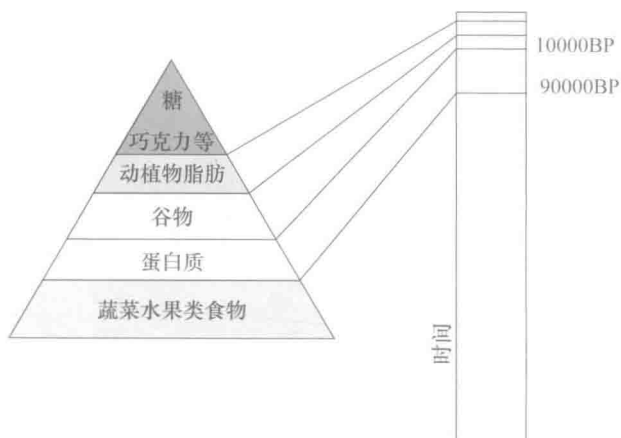 糖
巧克力等
动植物脂肪
谷物
蛋白质
蔬菜水果类食物
10000BP
90000BP
时间